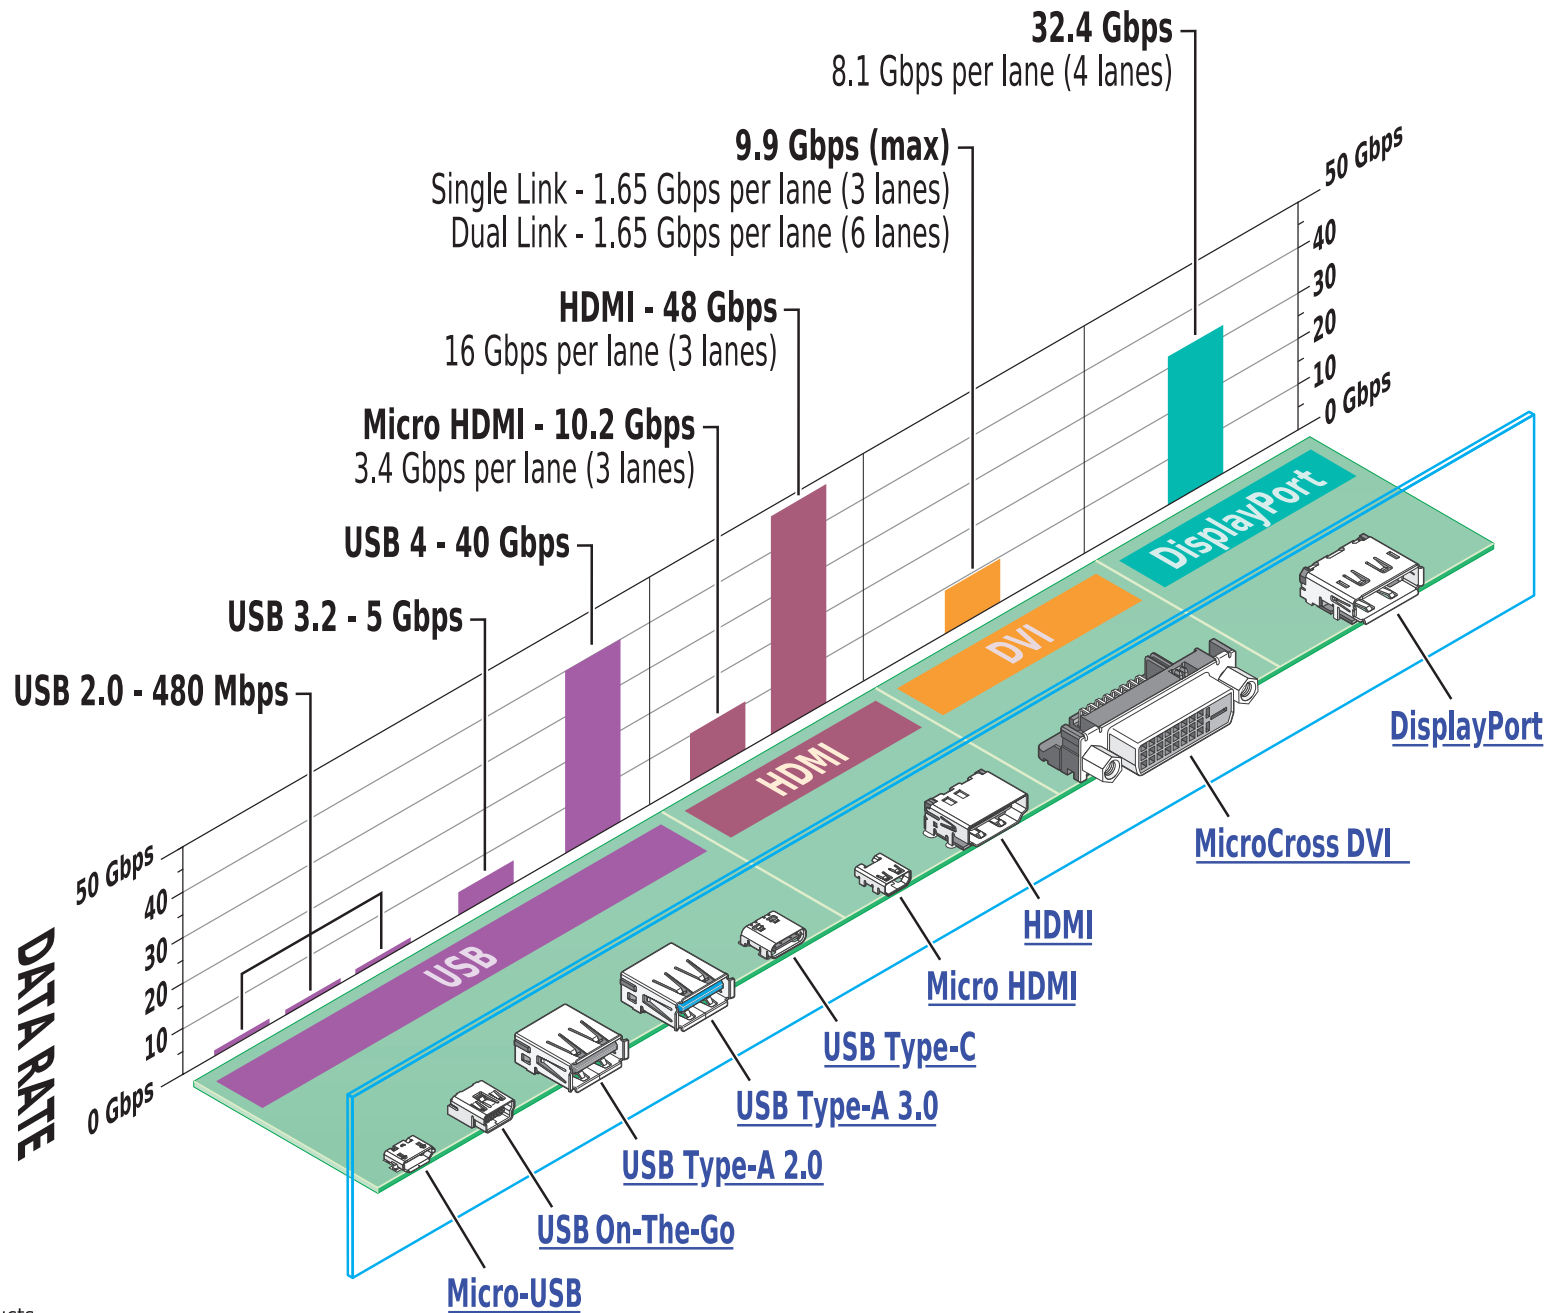 32.4 Gbps
8.1 Gbps per lane (4 lanes)
9.9 Gbps (max)
Single Link - 1.65 Gbps per lane (3 lanes)
Dual Link - 1.65 Gbps per lane (6 lanes)
HDMI - 48 Gbps
16 Gbps per lane (3 lanes)
Micro HDMI - 10.2 Gbps
3.4 Gbps per lane (3 lanes)
USB 4 - 40 Gbps
USB 3.2 - 5 Gbps
USB 2.0 - 480 Mbps
50 Gbps
40
30
20
10
0 Gbps
50 Gbps
40
30
20
10
0 Gbps
DATA RATE
DisplayPort
DVI
HDMI
USB
DisplayPort
MicroCross DVI
HDMI
Micro HDMI
USB Type-C
USB Type-A 3.0
USB Type-A 2.0
USB On-The-Go
Micro-USB